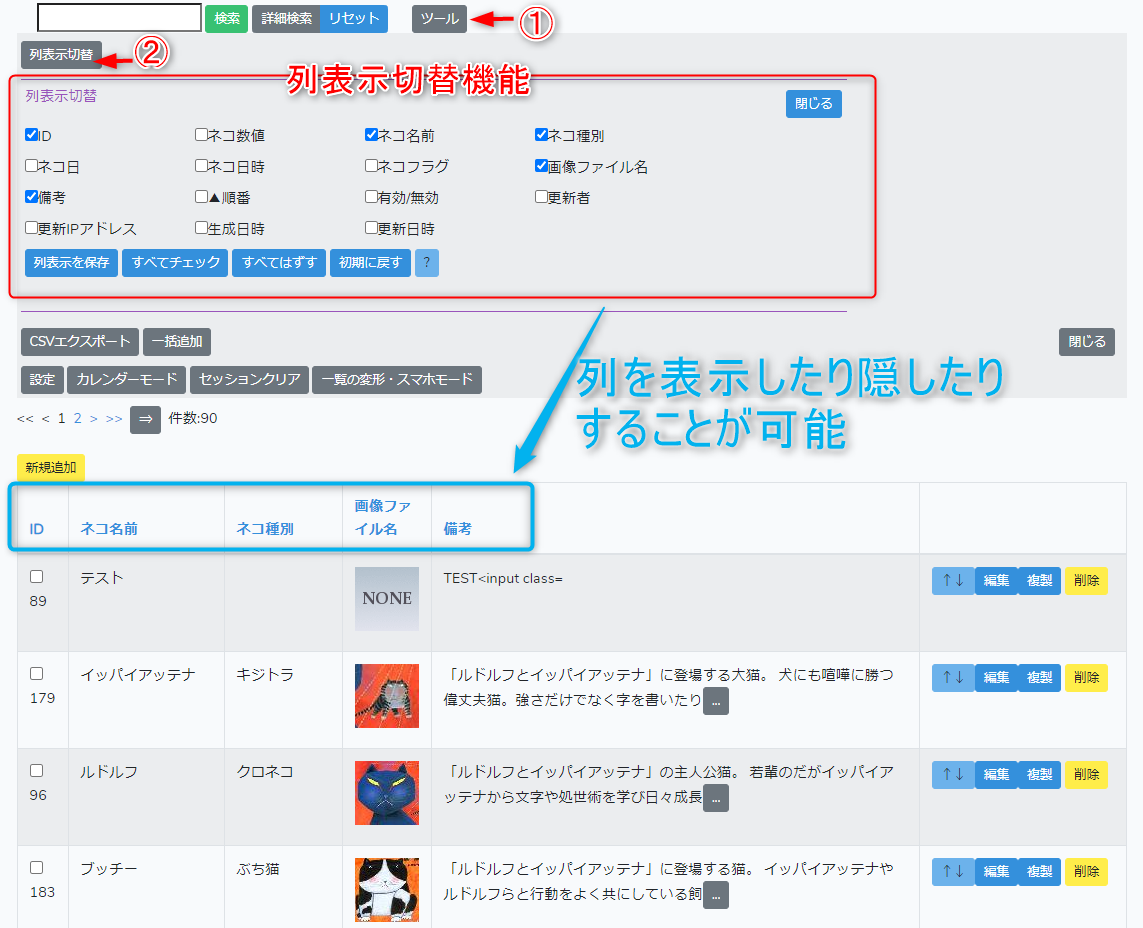 検索 詳細検索 リセット ツール ①
列表示切替 ②
列表示切替機能
列表示切替 閉じる
ID ネコ数値 ネコ名前 ネコ種別
ネコ日 ネコ日時 ネコフラグ 画像ファイル名
備考 ▲順番 有効/無効 更新者
更新IPアドレス 生成日時 更新日時
列表示を保存 すべてチェック すべてはずす 初期に戻す ?
CSVエクスポート 一括追加 閉じる
設定 カレンダーモード セッションクリア 一覧の変形・スマホモード
列を表示したり隠したり
することが可能
<< < 1 2 > >> ⇒ 件数:90
新規追加
ID ネコ名前 ネコ種別 画像ファ
イル名 備考
89 テスト NONE TEST<input class= ↑↓ 編集 複製 削除
179 イッパイアッテナ キジトラ 「ルドルフとイッパイアッテナ」に登場する大猫。 犬にも喧嘩に勝つ
偉丈夫猫。強さだけでなく字を書いたり ... ↑↓ 編集 複製 削除
96 ルドルフ クロネコ 「ルドルフとイッパイアッテナ」の主人公猫。 若輩のだがイッパイア
ッテナから文字や処世術を学び日々成長 ... ↑↓ 編集 複製 削除
183 ブッチー ぶち猫 「ルドルフとイッパイアッテナ」に登場する猫。 イッパイアッテナや
ルドルフらと行動をよく共にしている飼 ... ↑↓ 編集 複製 削除